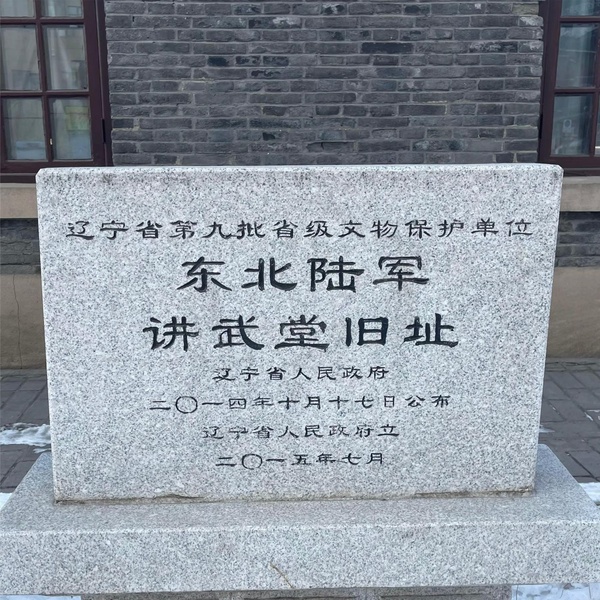 辽宁省第九批省级文物保护单位
东北陆军
讲武堂旧址
辽宁省人民政府
二〇一四年十月十七日公布
辽宁省人民政府立
二〇一五年七月